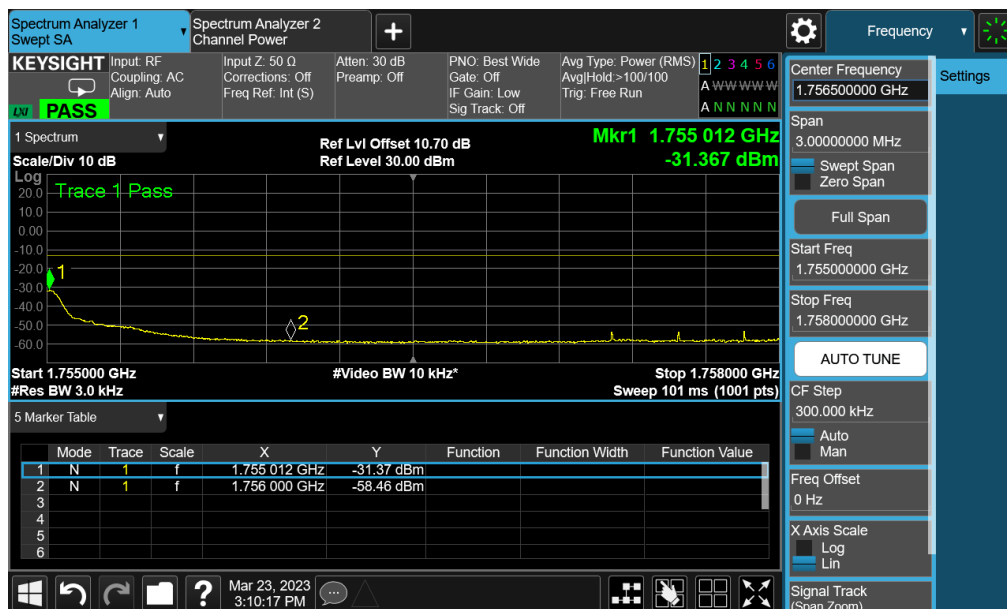 Spectrum Analyzer 1
Swept SA
Spectrum Analyzer 2
Channel Power
+
Frequency
KEYSIGHT
LXI
PASS
Input: RF
Coupling: AC
Align: Auto
Input Z: 50 Ω
Corrections: Off
Freq Ref: Int (S)
Atten: 30 dB
Preamp: Off
PNO: Best Wide
Gate: Off
IF Gain: Low
Sig Track: Off
Avg Type: Power (RMS)
Avg|Hold:>100/100
Trig: Free Run
1 2 3 4 5 6
A W W W W W
A N N N N N
1 Spectrum
Scale/Div 10 dB
Ref Lvl Offset 10.70 dB
Ref Level 30.00 dBm
Mkr1 1.755 012 GHz
-31.367 dBm
Log
Trace 1 Pass
20.0
10.0
0.00
-10.0
-20.0
-30.0
-40.0
-50.0
-60.0
1
2
Start 1.755000 GHz
#Res BW 3.0 kHz
#Video BW 10 kHz*
Stop 1.758000 GHz
Sweep 101 ms (1001 pts)
5 Marker Table
Mode Trace Scale X Y Function Function Width Function Value
1 N 1 f 1.755 012 GHz -31.37 dBm
2 N 1 f 1.756 000 GHz -58.46 dBm
3
4
5
6
Center Frequency
1.756500000 GHz
Settings
Span
3.00000000 MHz
Swept Span
Zero Span
Full Span
Start Freq
1.755000000 GHz
Stop Freq
1.758000000 GHz
AUTO TUNE
CF Step
300.000 kHz
Auto
Man
Freq Offset
0 Hz
X Axis Scale
Log
Lin
Signal Track
(Span Zoom)
?
Mar 23, 2023
3:10:17 PM